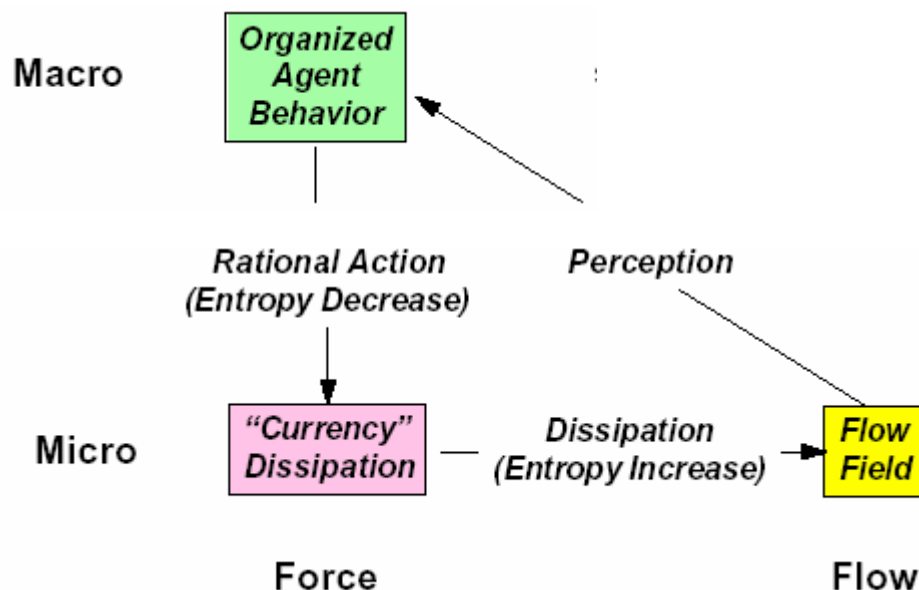 Macro
Organized
Agent
Behavior
Rational Action
(Entropy Decrease)
Perception
Micro
“Currency”
Dissipation
Dissipation
(Entropy Increase)
Flow
Field
Force
Flow